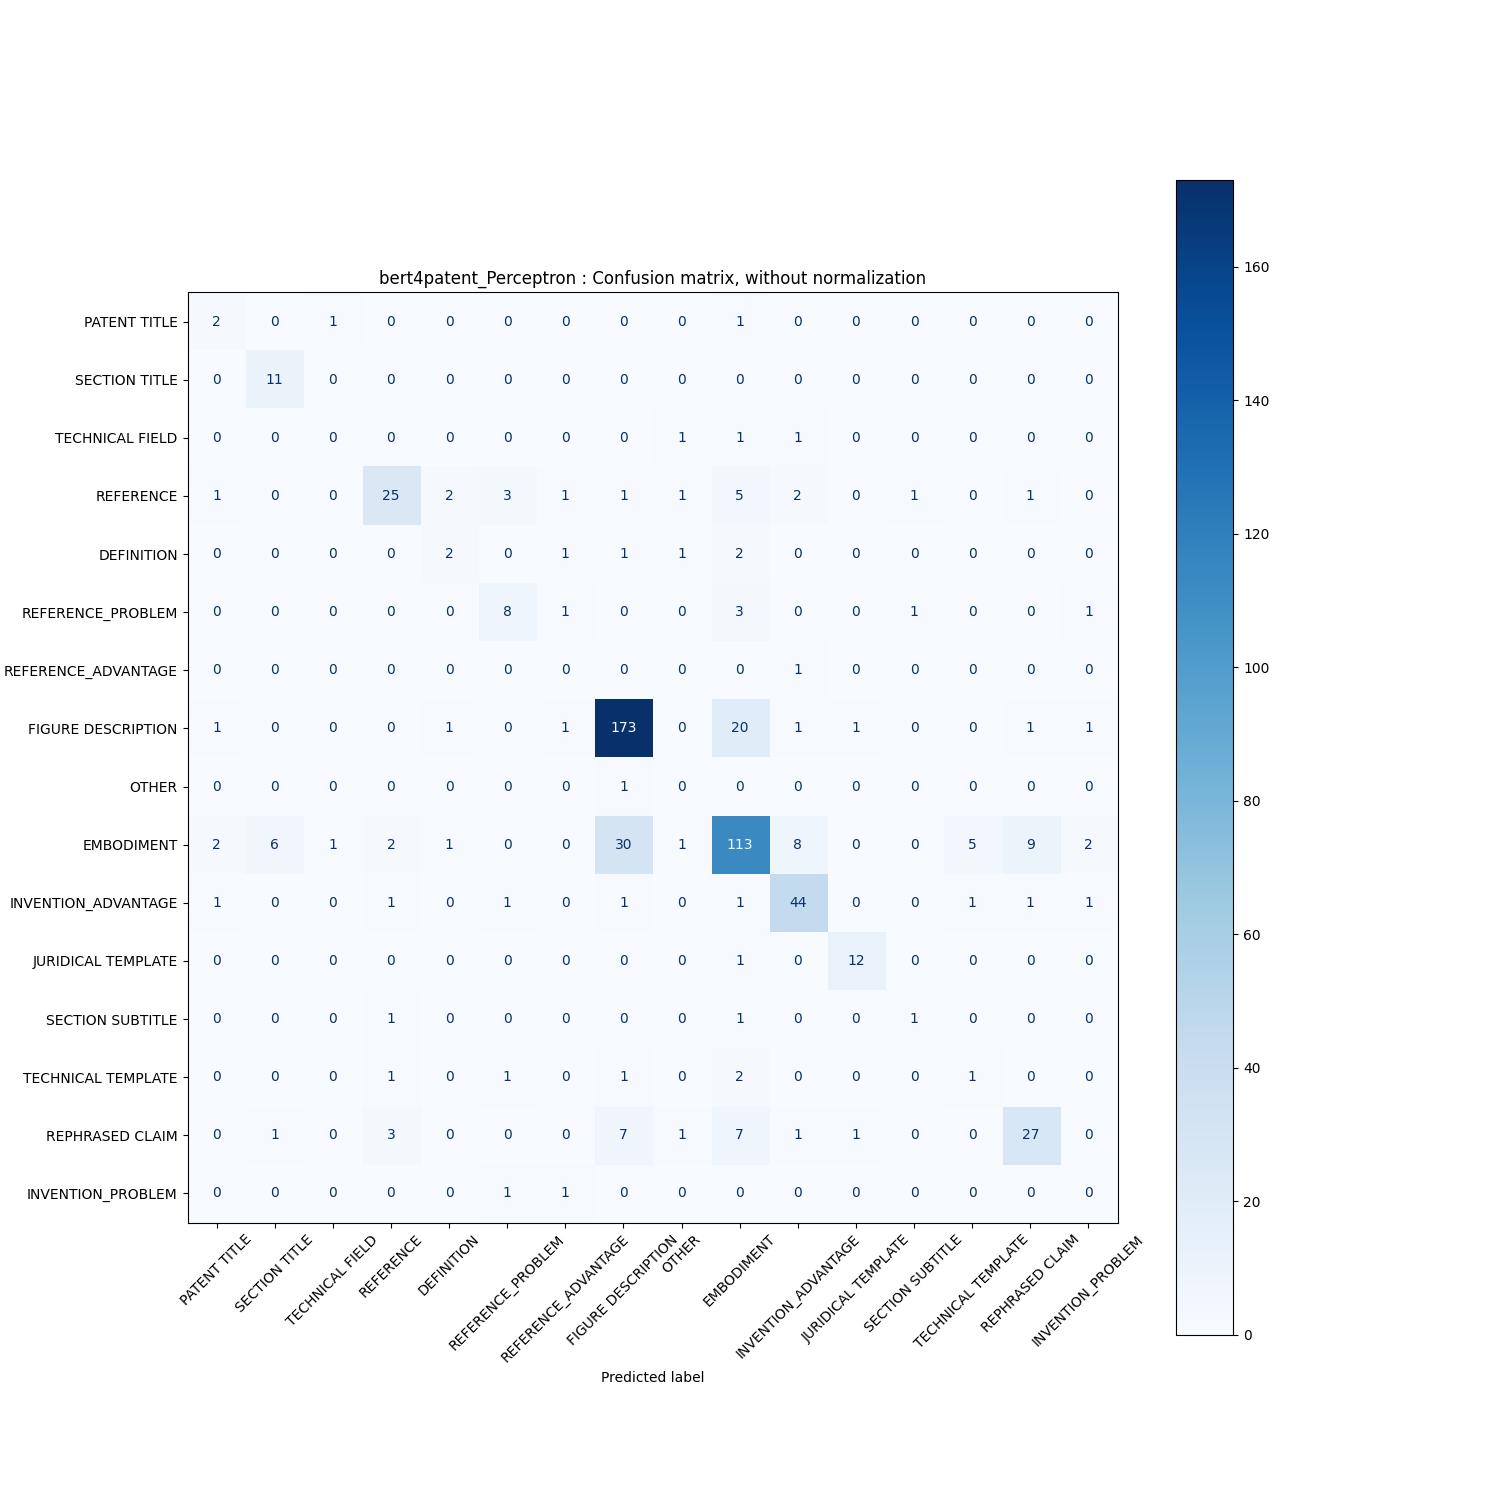 bert4patent_Perceptron : Confusion matrix, without normalization
PATENT TITLE 2 0 1 0 0 0 0 0 0 1 0 0 0 0 0 0
SECTION TITLE 0 11 0 0 0 0 0 0 0 0 0 0 0 0 0 0
TECHNICAL FIELD 0 0 0 0 0 0 0 0 1 1 1 0 0 0 0 0
REFERENCE 1 0 0 25 2 3 1 1 1 5 2 0 1 0 1 0
DEFINITION 0 0 0 0 2 0 1 1 1 2 0 0 0 0 0 0
REFERENCE_PROBLEM 0 0 0 0 0 8 1 0 0 3 0 0 1 0 0 1
REFERENCE_ADVANTAGE 0 0 0 0 0 0 0 0 0 0 1 0 0 0 0 0
FIGURE DESCRIPTION 1 0 0 0 1 0 1 173 0 20 1 1 0 0 1 1
OTHER 0 0 0 0 0 0 0 1 0 0 0 0 0 0 0 0
EMBODIMENT 2 6 1 2 1 0 0 30 1 113 8 0 0 5 9 2
INVENTION_ADVANTAGE 1 0 0 1 0 1 0 1 0 1 44 0 0 1 1 1
JURIDICAL TEMPLATE 0 0 0 0 0 0 0 0 0 1 0 12 0 0 0 0
SECTION SUBTITLE 0 0 0 1 0 0 0 0 0 1 0 0 1 0 0 0
TECHNICAL TEMPLATE 0 0 0 1 0 1 0 1 0 2 0 0 0 1 0 0
REPHRASED CLAIM 0 1 0 3 0 0 0 7 1 7 1 1 0 0 27 0
INVENTION_PROBLEM 0 0 0 0 0 1 1 0 0 0 0 0 0 0 0 0
PATENT TITLE
SECTION TITLE
TECHNICAL FIELD
REFERENCE
DEFINITION
REFERENCE_PROBLEM
REFERENCE_ADVANTAGE
FIGURE DESCRIPTION
OTHER
EMBODIMENT
INVENTION_ADVANTAGE
JURIDICAL TEMPLATE
SECTION SUBTITLE
TECHNICAL TEMPLATE
REPHRASED CLAIM
INVENTION_PROBLEM
Predicted label
160
140
120
100
80
60
40
20
0